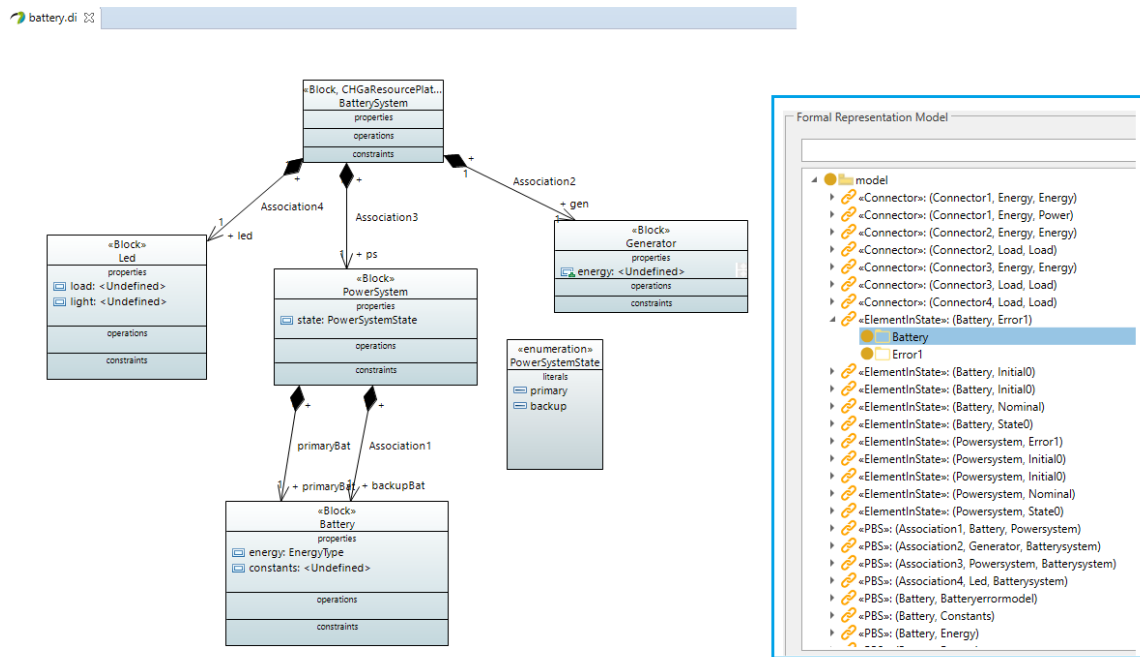 battery.di
«Block, CHGaResourcePlat...
BatterySystem
properties
operations
constraints
+
+
+
1
Association4
Association3
Association2
1
+ led
1
+ ps
+ gen
1
«Block»
Led
properties
load: <Undefined>
light: <Undefined>
operations
constraints
«Block»
PowerSystem
properties
state: PowerSystemState
operations
constraints
«Block»
Generator
properties
energy: <Undefined>
operations
constraints
«enumeration»
PowerSystemState
literals
primary
backup
+
+
primaryBat
Association1
1
+ primaryBat
1
+ backupBat
«Block»
Battery
properties
energy: EnergyType
constants: <Undefined>
operations
constraints
Formal Representation Model
model
«Connector»: (Connector1, Energy, Energy)
«Connector»: (Connector1, Energy, Power)
«Connector»: (Connector2, Energy, Energy)
«Connector»: (Connector2, Load, Load)
«Connector»: (Connector3, Energy, Energy)
«Connector»: (Connector3, Load, Load)
«Connector»: (Connector4, Load, Load)
«ElementInState»: (Battery, Error1)
Battery
Error1
«ElementInState»: (Battery, Initial0)
«ElementInState»: (Battery, Initial0)
«ElementInState»: (Battery, Nominal)
«ElementInState»: (Battery, State0)
«ElementInState»: (Powersystem, Error1)
«ElementInState»: (Powersystem, Initial0)
«ElementInState»: (Powersystem, Initial0)
«ElementInState»: (Powersystem, Nominal)
«ElementInState»: (Powersystem, State0)
«PBS»: (Association1, Battery, Powersystem)
«PBS»: (Association2, Generator, Batterysystem)
«PBS»: (Association3, Powersystem, Batterysystem)
«PBS»: (Association4, Led, Batterysystem)
«PBS»: (Battery, Batteryerrormodel)
«PBS»: (Battery, Constants)
«PBS»: (Battery, Energy)